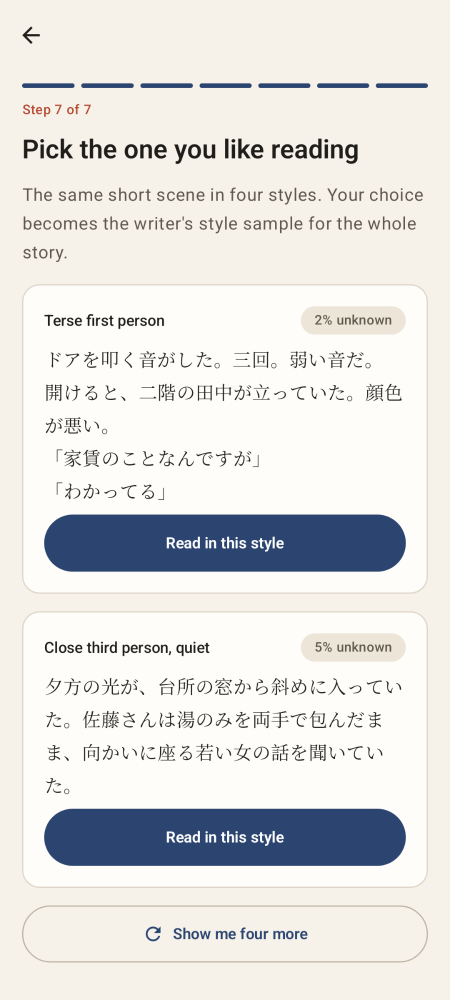 Step 7 of 7
Pick the one you like reading
The same short scene in four styles. Your choice
becomes the writer's style sample for the whole
story.
Terse first person
2% unknown
ドアを叩く音がした。三回。弱い音だ。
開けると、二階の田中が立っていた。顔色
が悪い。
「家賃のことなんですが」
「わかってる」
Read in this style
Close third person, quiet
5% unknown
夕方の光が、台所の窓から斜めに入ってい
た。佐藤さんは湯のみを両手で包んだま
ま、向かいに座る若い女の話を聞いてい
た。
Read in this style
Show me four more